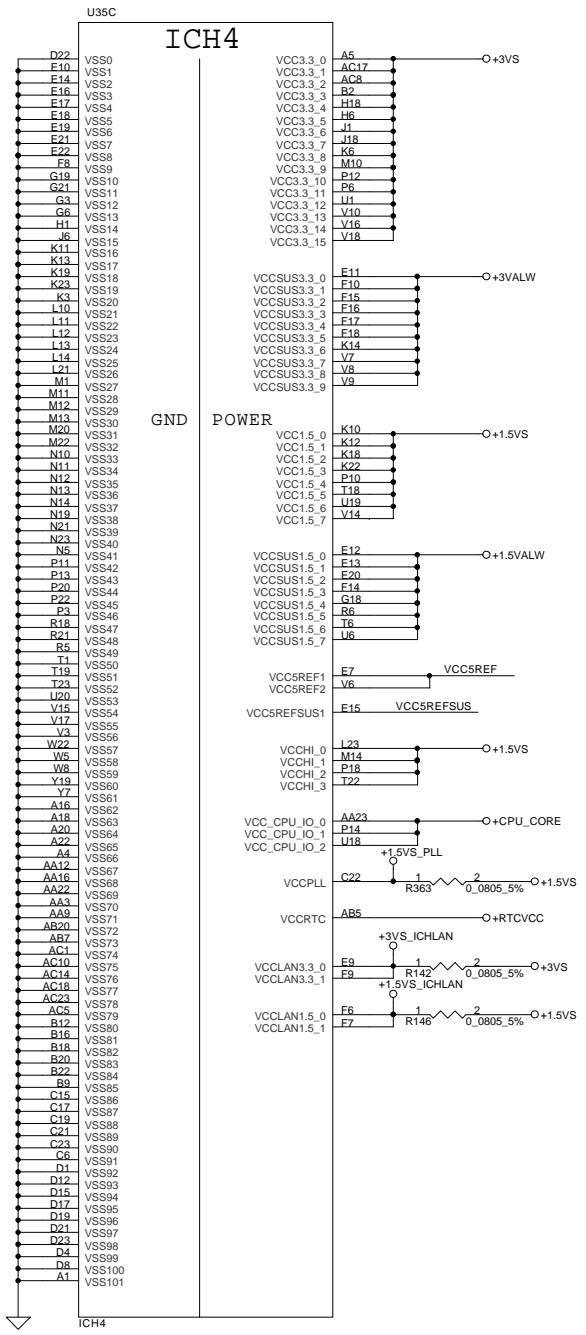 U35C
ICH4
D22 VSS0
E10 VSS1
E14 VSS2
E16 VSS3
E17 VSS4
E18 VSS5
E19 VSS6
E21 VSS7
E22 VSS8
F8 VSS9
G19 VSS10
G21 VSS11
G3 VSS12
G6 VSS13
H1 VSS14
J6 VSS15
K11 VSS16
K13 VSS17
K19 VSS18
K23 VSS19
K3 VSS20
L10 VSS21
L11 VSS22
L12 VSS23
L13 VSS24
L14 VSS25
L21 VSS26
M1 VSS27
M11 VSS28
M12 VSS29
M13 VSS30
M20 VSS31
M22 VSS32
N10 VSS33
N11 VSS34
N12 VSS35
N13 VSS36
N14 VSS37
N19 VSS38
N21 VSS39
N23 VSS40
N5 VSS41
P11 VSS42
P13 VSS43
P20 VSS44
P22 VSS45
P3 VSS46
R18 VSS47
R21 VSS48
R5 VSS49
T1 VSS50
T19 VSS51
T23 VSS52
U20 VSS53
V15 VSS54
V17 VSS55
V3 VSS56
W22 VSS57
W5 VSS58
W8 VSS59
Y19 VSS60
Y7 VSS61
A16 VSS62
A18 VSS63
A20 VSS64
A22 VSS65
A4 VSS66
AA12 VSS67
AA16 VSS68
AA22 VSS69
AA3 VSS70
AA9 VSS71
AB20 VSS72
AB7 VSS73
AC1 VSS74
AC10 VSS75
AC14 VSS76
AC18 VSS77
AC23 VSS78
AC5 VSS79
B12 VSS80
B16 VSS81
B18 VSS82
B20 VSS83
B22 VSS84
B9 VSS85
C15 VSS86
C17 VSS87
C19 VSS88
C21 VSS89
C23 VSS90
C6 VSS91
D1 VSS92
D12 VSS93
D15 VSS94
D17 VSS95
D19 VSS96
D21 VSS97
D23 VSS98
D4 VSS99
D8 VSS100
A1 VSS101
GND POWER
VCC3.3_0 A5 +3VS
VCC3.3_1 AC17
VCC3.3_2 AC8
VCC3.3_3 B2
VCC3.3_4 H18
VCC3.3_5 H6
VCC3.3_6 J1
VCC3.3_7 J18
VCC3.3_8 K6
VCC3.3_9 M10
VCC3.3_10 P12
VCC3.3_11 P6
VCC3.3_12 U1
VCC3.3_13 V10
VCC3.3_14 V16
VCC3.3_15 V18
VCCSUS3.3_0 E11 +3VALW
VCCSUS3.3_1 F10
VCCSUS3.3_2 F15
VCCSUS3.3_3 F16
VCCSUS3.3_4 F17
VCCSUS3.3_5 F18
VCCSUS3.3_6 K14
VCCSUS3.3_7 V7
VCCSUS3.3_8 V8
VCCSUS3.3_9 V9
VCC1.5_0 K10 +1.5VS
VCC1.5_1 K12
VCC1.5_2 K18
VCC1.5_3 K22
VCC1.5_4 P10
VCC1.5_5 T18
VCC1.5_6 U19
VCC1.5_7 V14
VCCSUS1.5_0 E12 +1.5VALW
VCCSUS1.5_1 E13
VCCSUS1.5_2 E20
VCCSUS1.5_3 F14
VCCSUS1.5_4 G18
VCCSUS1.5_5 R6
VCCSUS1.5_6 T6
VCCSUS1.5_7 U6
VCC5REF1 E7 VCC5REF
VCC5REF2 V6
VCC5REFSUS1 E15 VCC5REFSUS
VCCHI_0 L23 +1.5VS
VCCHI_1 M14
VCCHI_2 P18
VCCHI_3 T22
VCC_CPU_IO_0 AA23 +CPU_CORE
VCC_CPU_IO_1 P14
VCC_CPU_IO_2 U18
+1.5VS_PLL
VCCPLL C22 1 2 +1.5VS
R363 0_0805_5%
VCCRTC AB5 +RTCVCC
+3VS_ICHLAN
VCCLAN3.3_0 E9 1 2 +3VS
VCCLAN3.3_1 F9 R142 0_0805_5%
+1.5VS_ICHLAN
VCCLAN1.5_0 F6 1 2 +1.5VS
VCCLAN1.5_1 F7 R146 0_0805_5%
ICH4